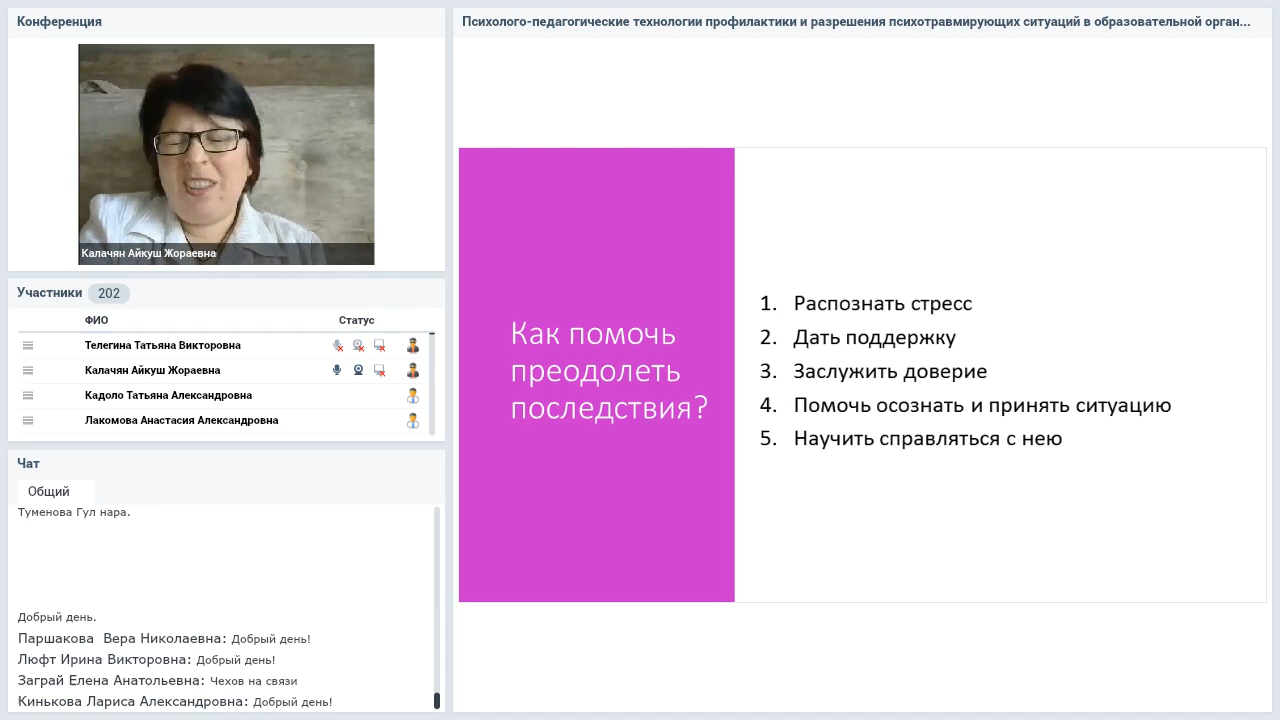 Конференция
Калачян Айкуш Жораевна
Участники 202
ФИО Статус
Телегина Татьяна Викторовна
Калачян Айкуш Жораевна
Кадоло Татьяна Александровна
Лакомова Анастасия Александровна
Чат
Общий
Туменова Гул нара.
Добрый день.
Паршакова Вера Николаевна: Добрый день!
Люфт Ирина Викторовна: Добрый день!
Заграй Елена Анатольевна: Чехов на связи
Кинькова Лариса Александровна: Добрый день!
Психолого-педагогические технологии профилактики и разрешения психотравмирующих ситуаций в образовательной орган...
Как помочь
преодолеть
последствия?
1. Распознать стресс
2. Дать поддержку
3. Заслужить доверие
4. Помочь осознать и принять ситуацию
5. Научить справляться с нею